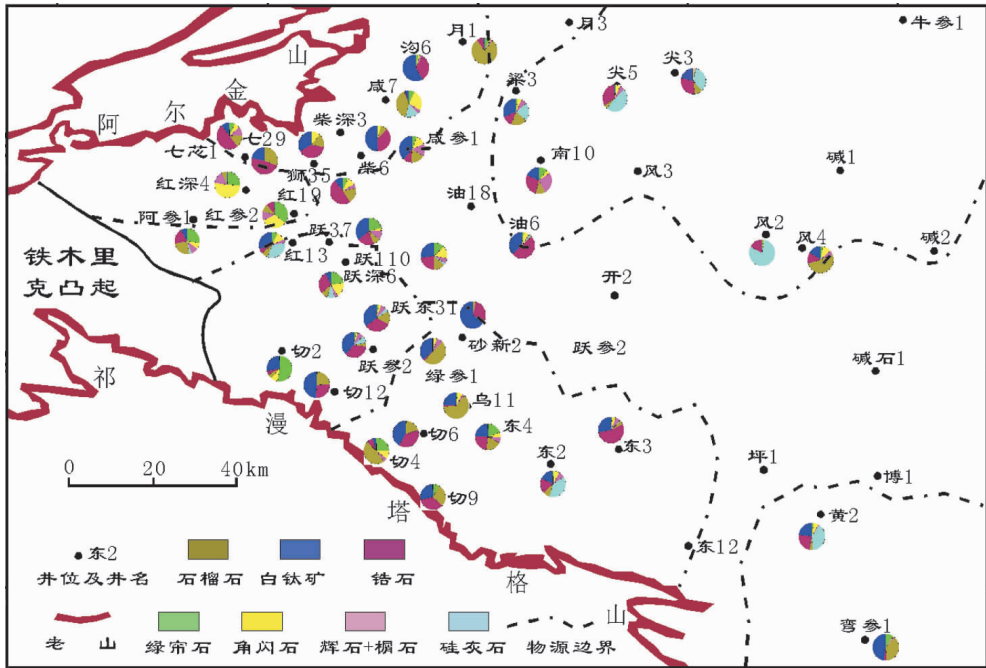 月1
月3
牛参1
沟6
山
尖3
咸7
梁3
尖5
金
尔
阿
柴深3
咸参1
七29
七芯1
狮35
柴6
南10
风3
碱1
红深4
红19
油18
阿参1
红参2
跃37
油6
风2
风4
碱2
红13
跃110
铁木里
克凸起
跃深6
开2
跃东31
砂新2
跃参2
切2
跃参2
绿参1
碱石1
祁
切12
漫
乌11
切6
东4
东3
切4
东2
坪1
博1
0 20 40km
切9
塔
黄2
东12
东2
井位及井名 石榴石 白钛矿 锆石
格
山
弯参1
老 山 绿帘石 角闪石 辉石+榍石 硅灰石 物源边界